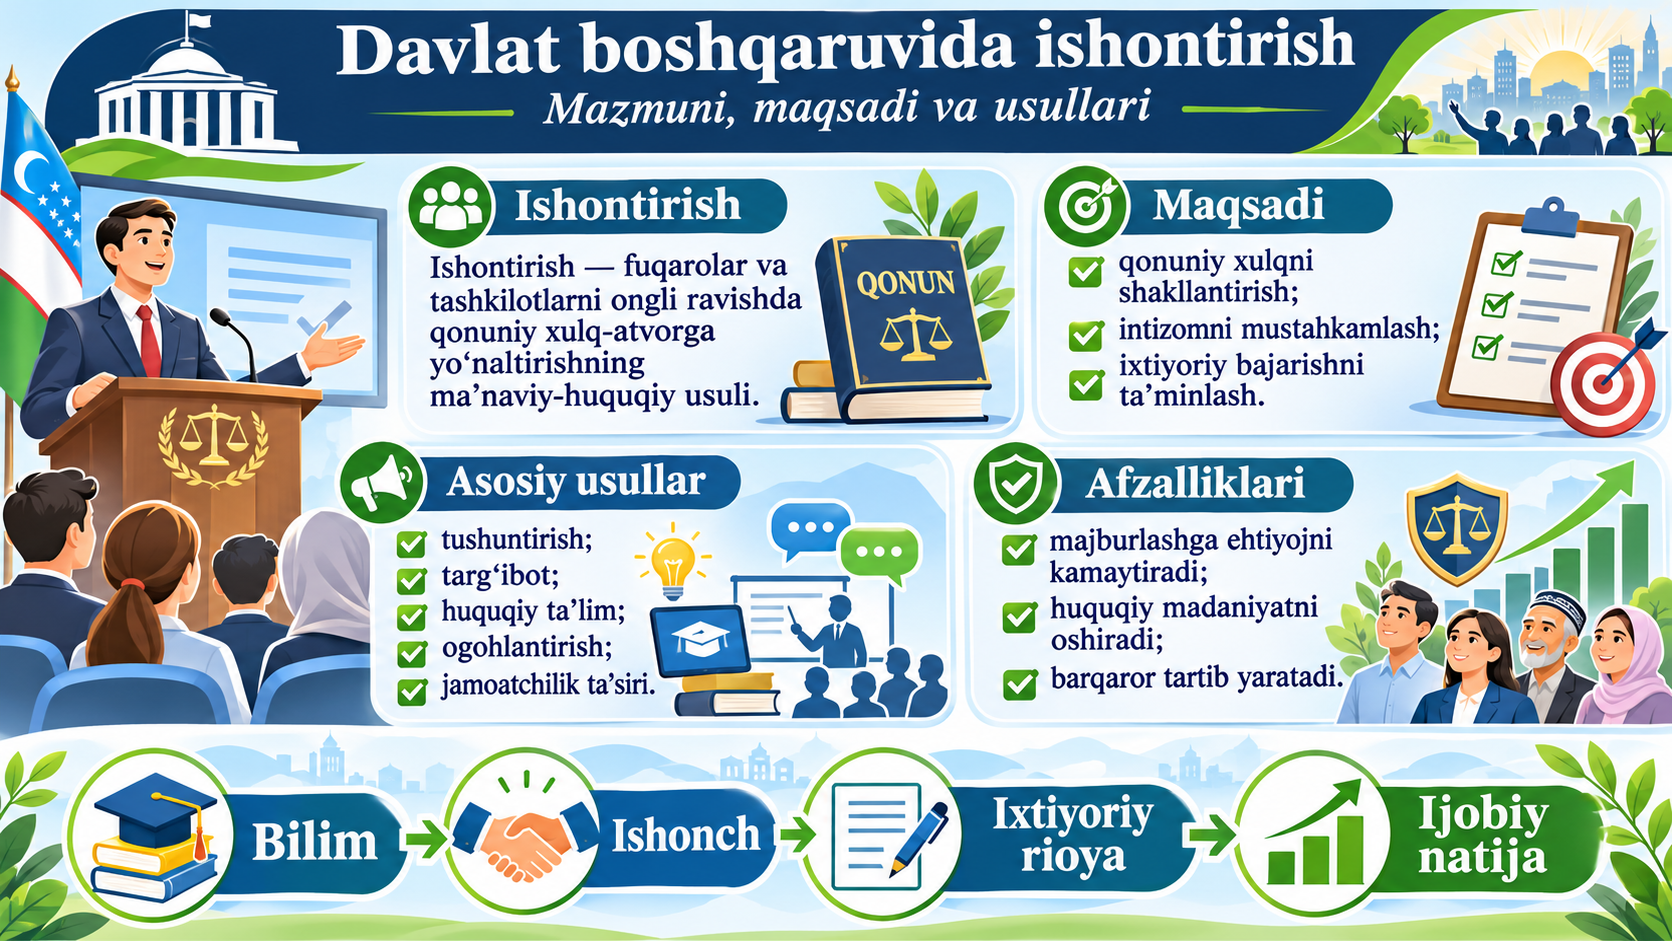 Davlat boshqaruvida ishontirish
Mazmuni, maqsadi va usullari
Ishontirish
Ishontirish — fuqarolar va
tashkilotlarni ongli ravishda
qonuniy xulq-atvorga
yo‘naltirishning
ma’naviy-huquqiy usuli.
QONUN
Maqsadi
qonuniy xulqni
shakllantirish;
intizomni mustahkamlash;
ixtiyoriy bajarishni
ta’minlash.
Asosiy usullar
tushuntirish;
targ‘ibot;
huquqiy ta’lim;
ogohlantirish;
jamoatchilik ta’siri.
Afzalliklari
majburlashga ehtiyojni
kamaytiradi;
huquqiy madaniyatni
oshiradi;
barqaror tartib yaratadi.
Bilim
Ishonch
Ixtiyoriy
rioya
Ijobiy
natija